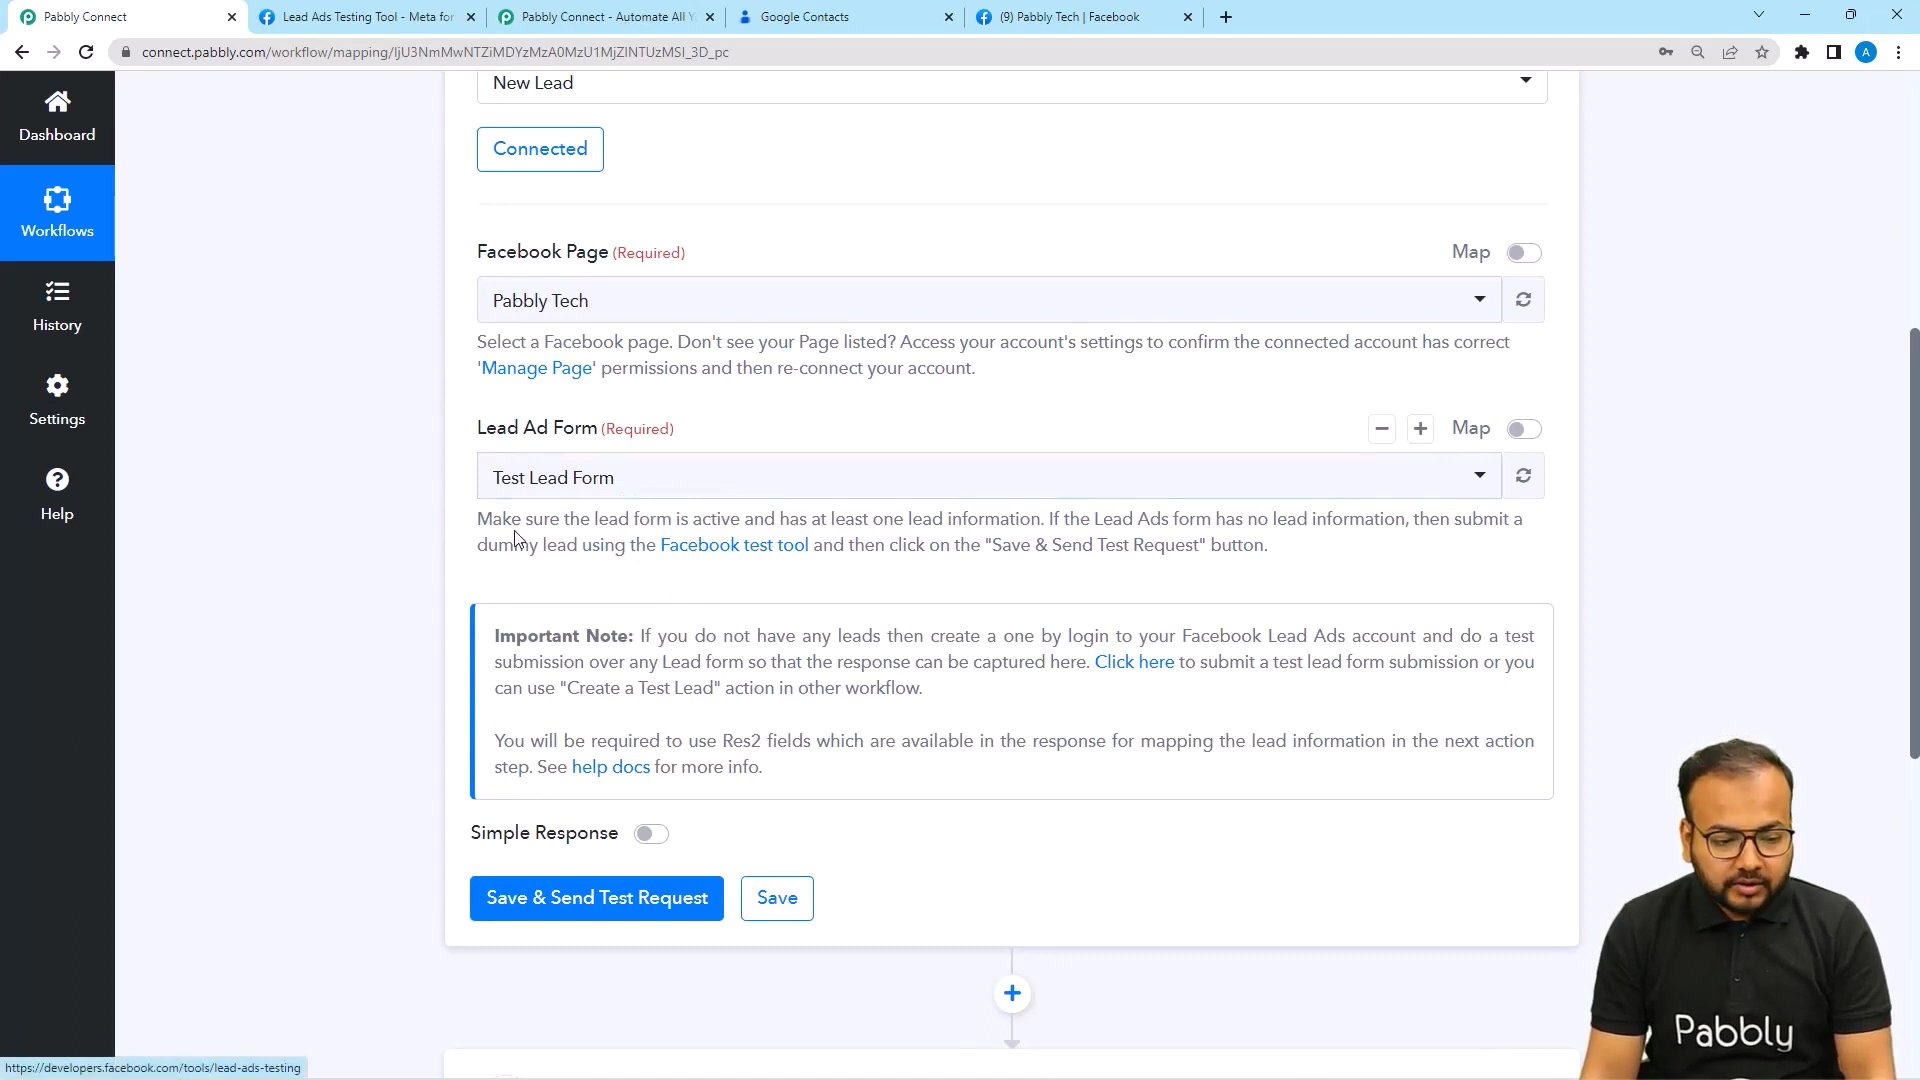 Pabbly Connect
Lead Ads Testing Tool - Meta for
Pabbly Connect - Automate All Y
Google Contacts
(9) Pabbly Tech | Facebook
connect.pabbly.com/workflow/mapping/IjU3NmMwNTZiMDYzMzA0MzU1MjZlNTUzMSI_3D_pc
A
Dashboard
Workflows
History
Settings
Help
New Lead
Connected
Facebook Page (Required)
Map
Pabbly Tech
Select a Facebook page. Don't see your Page listed? Access your account's settings to confirm the connected account has correct
'Manage Page' permissions and then re-connect your account.
Lead Ad Form (Required)
Map
Test Lead Form
Make sure the lead form is active and has at least one lead information. If the Lead Ads form has no lead information, then submit a
dummy lead using the Facebook test tool and then click on the "Save & Send Test Request" button.
Important Note: If you do not have any leads then create a one by login to your Facebook Lead Ads account and do a test
submission over any Lead form so that the response can be captured here. Click here to submit a test lead form submission or you
can use "Create a Test Lead" action in other workflow.
You will be required to use Res2 fields which are available in the response for mapping the lead information in the next action
step. See help docs for more info.
Simple Response
Save & Send Test Request
Save
Pabbly
https://developers.facebook.com/tools/lead-ads-testing